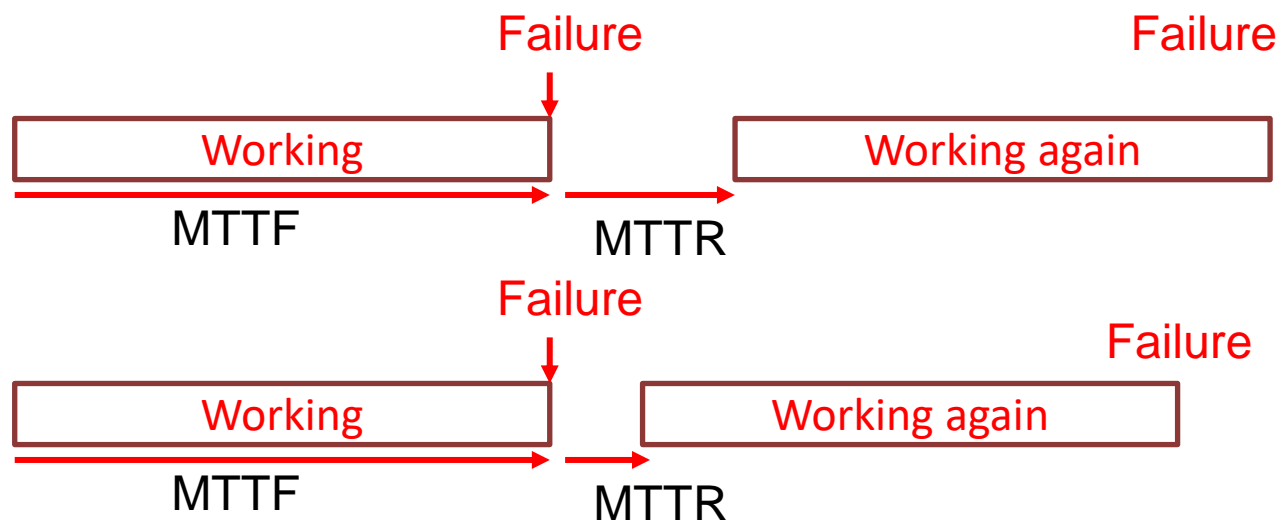 Failure
Failure
Working
Working again
MTTF
MTTR
Failure
Failure
Working
Working again
MTTF
MTTR